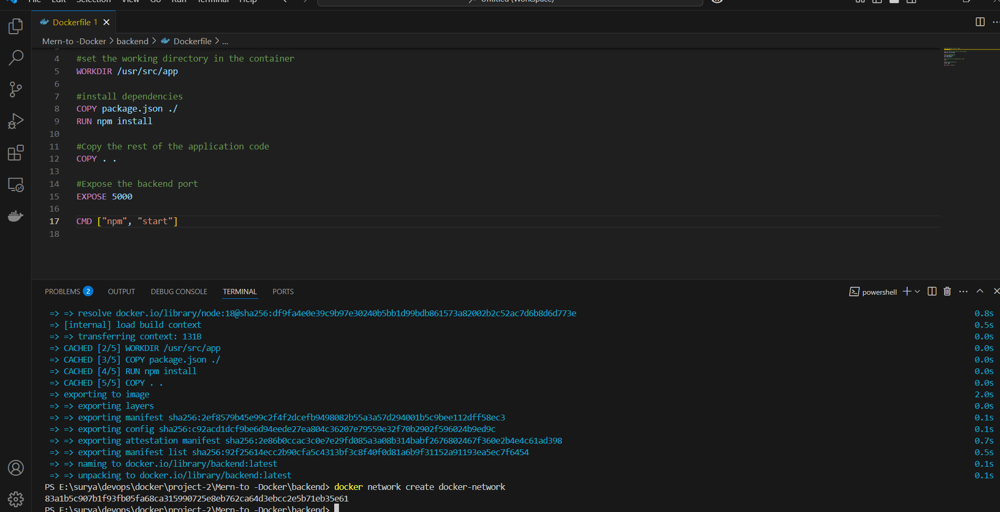 File Edit Selection View Go Run Terminal Help
Untitled (Workspace)
Dockerfile 1
Mern-to -Docker > backend > Dockerfile > ...
4 #set the working directory in the container
5 WORKDIR /usr/src/app
6
7 #install dependencies
8 COPY package.json ./
9 RUN npm install
10
11 #Copy the rest of the application code
12 COPY . .
13
14 #Expose the backend port
15 EXPOSE 5000
16
17 CMD ["npm", "start"]
18
PROBLEMS 2 OUTPUT DEBUG CONSOLE TERMINAL PORTS
powershell
=> => resolve docker.io/library/node:18@sha256:df9fa4e0e39c9b97e30240b5bb1d99bdb861573a82002b2c52ac7d6b8d6d773e 0.8s
=> [internal] load build context 0.5s
=> => transferring context: 131B 0.0s
=> CACHED [2/5] WORKDIR /usr/src/app 0.0s
=> CACHED [3/5] COPY package.json ./ 0.0s
=> CACHED [4/5] RUN npm install 0.0s
=> CACHED [5/5] COPY . . 0.0s
=> exporting to image 2.0s
=> => exporting layers 0.0s
=> => exporting manifest sha256:2ef8579b45e99c2f4f2dcefb9498082b55a3a57d294001b5c9bee112dff58ec3 0.1s
=> => exporting config sha256:c92acd1dcf9be6d94eede27ea804c36207e79559e32f70b2902f596024b9ed9c 0.1s
=> => exporting attestation manifest sha256:2e86b0ccac3c0e7e29fd085a3a08b314babf2676802467f360e2b4e4c61ad398 0.7s
=> => exporting manifest list sha256:92f25614ecc2b90cfa5c4313bf3c8f40f0d81a6b9f31152a91193ea5ec7f6454 0.5s
=> => naming to docker.io/library/backend:latest 0.1s
=> => unpacking to docker.io/library/backend:latest 0.1s
PS E:\surya\devops\docker\project-2\Mern-to -Docker\backend> docker network create docker-network
83a1b5c907b1f93fb05fa68ca315990725e8eb762ca64d3ebcc2e5b71eb35e61
PS E:\surya\devops\docker\project-2\Mern-to -Docker\backend>